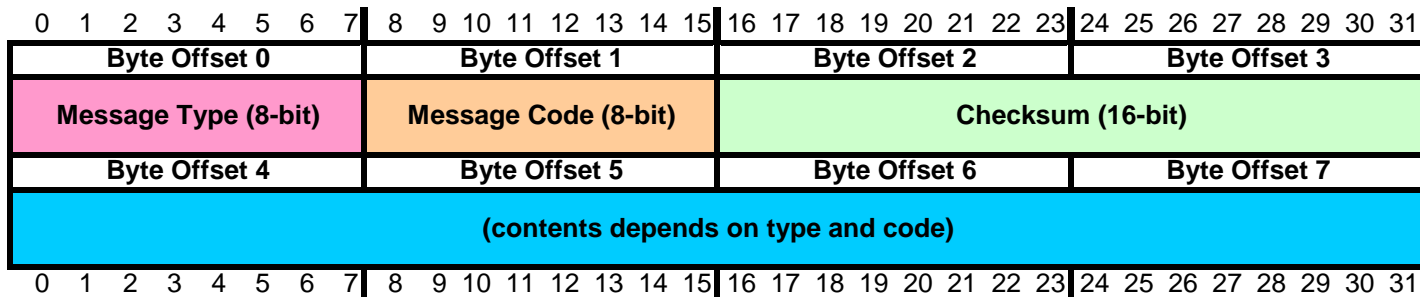 0 1 2 3 4 5 6 7 8 9 10 11 12 13 14 15 16 17 18 19 20 21 22 23 24 25 26 27 28 29 30 31
Byte Offset 0 Byte Offset 1 Byte Offset 2 Byte Offset 3
Message Type (8-bit) Message Code (8-bit) Checksum (16-bit)
Byte Offset 4 Byte Offset 5 Byte Offset 6 Byte Offset 7
(contents depends on type and code)
0 1 2 3 4 5 6 7 8 9 10 11 12 13 14 15 16 17 18 19 20 21 22 23 24 25 26 27 28 29 30 31